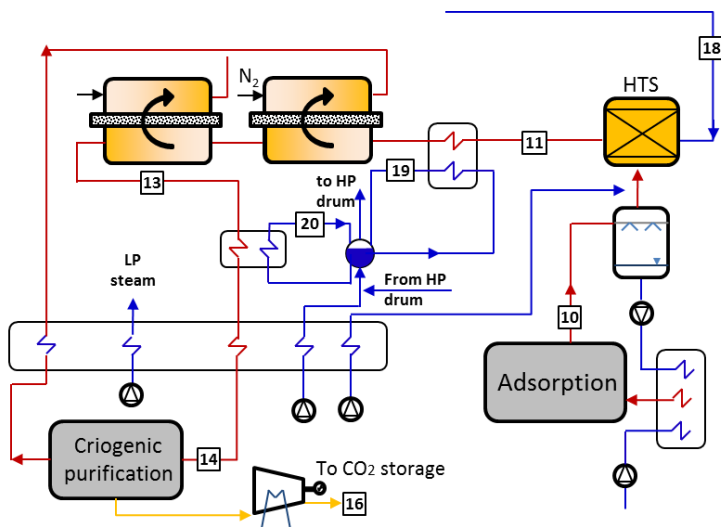 18
HTS
N2
11
13
19
to HP
drum
20
LP
steam
From HP
drum
10
Adsorption
Criogenic
purification
14
To CO2 storage
16